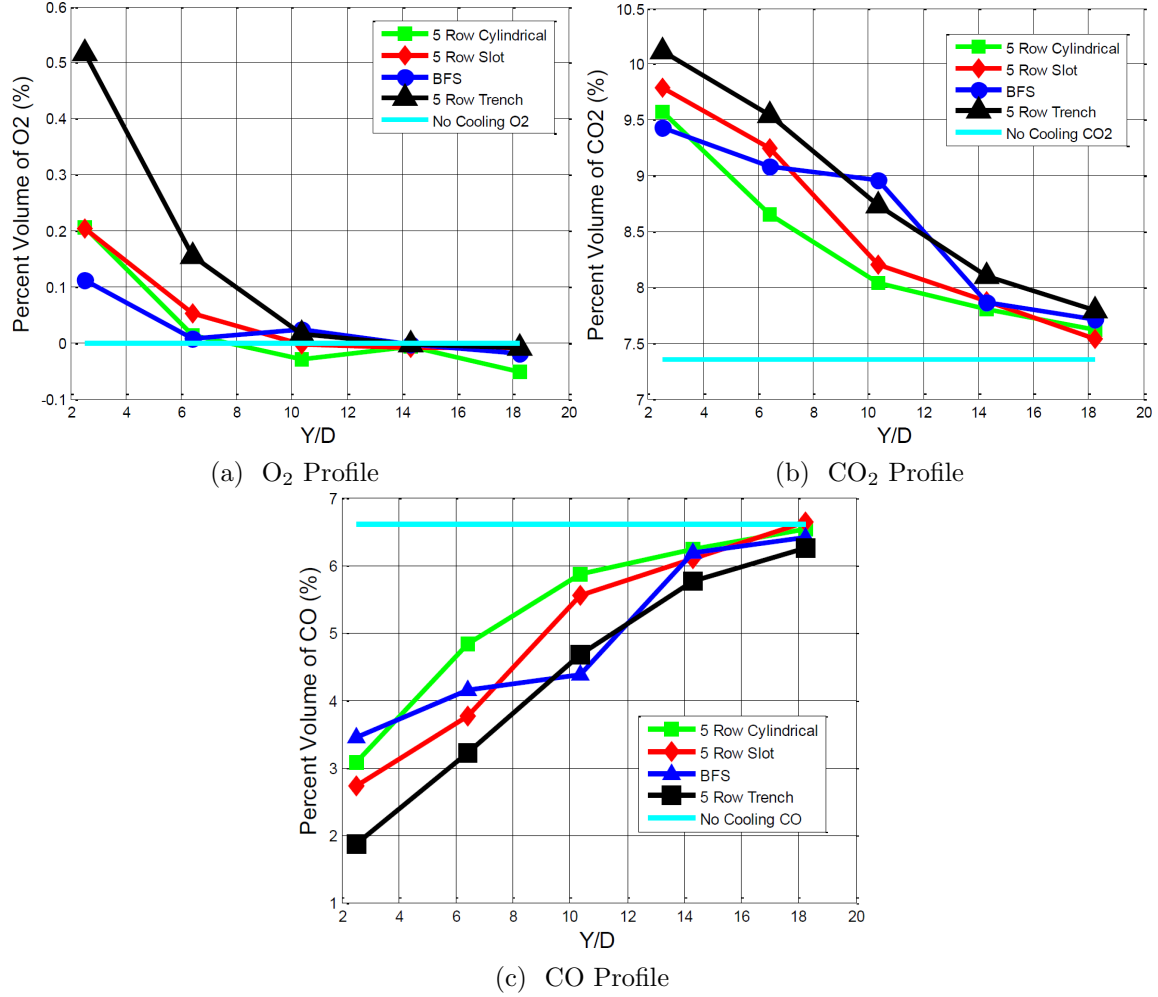 0.6
0.5
0.4
0.3
0.2
0.1
0
-0.1
2 4 6 8 10 12 14 16 18 20
Percent Volume of O2 (%)
Y/D
5 Row Cylindrical
5 Row Slot
BFS
5 Row Trench
No Cooling O2
(a) O₂ Profile
10.5
10
9.5
9
8.5
8
7.5
7
2 4 6 8 10 12 14 16 18 20
Percent Volume of CO2 (%)
Y/D
5 Row Cylindrical
5 Row Slot
BFS
5 Row Trench
No Cooling CO2
(b) CO₂ Profile
7
6
5
4
3
2
1
2 4 6 8 10 12 14 16 18 20
Percent Volume of CO (%)
Y/D
5 Row Cylindrical
5 Row Slot
BFS
5 Row Trench
No Cooling CO
(c) CO Profile